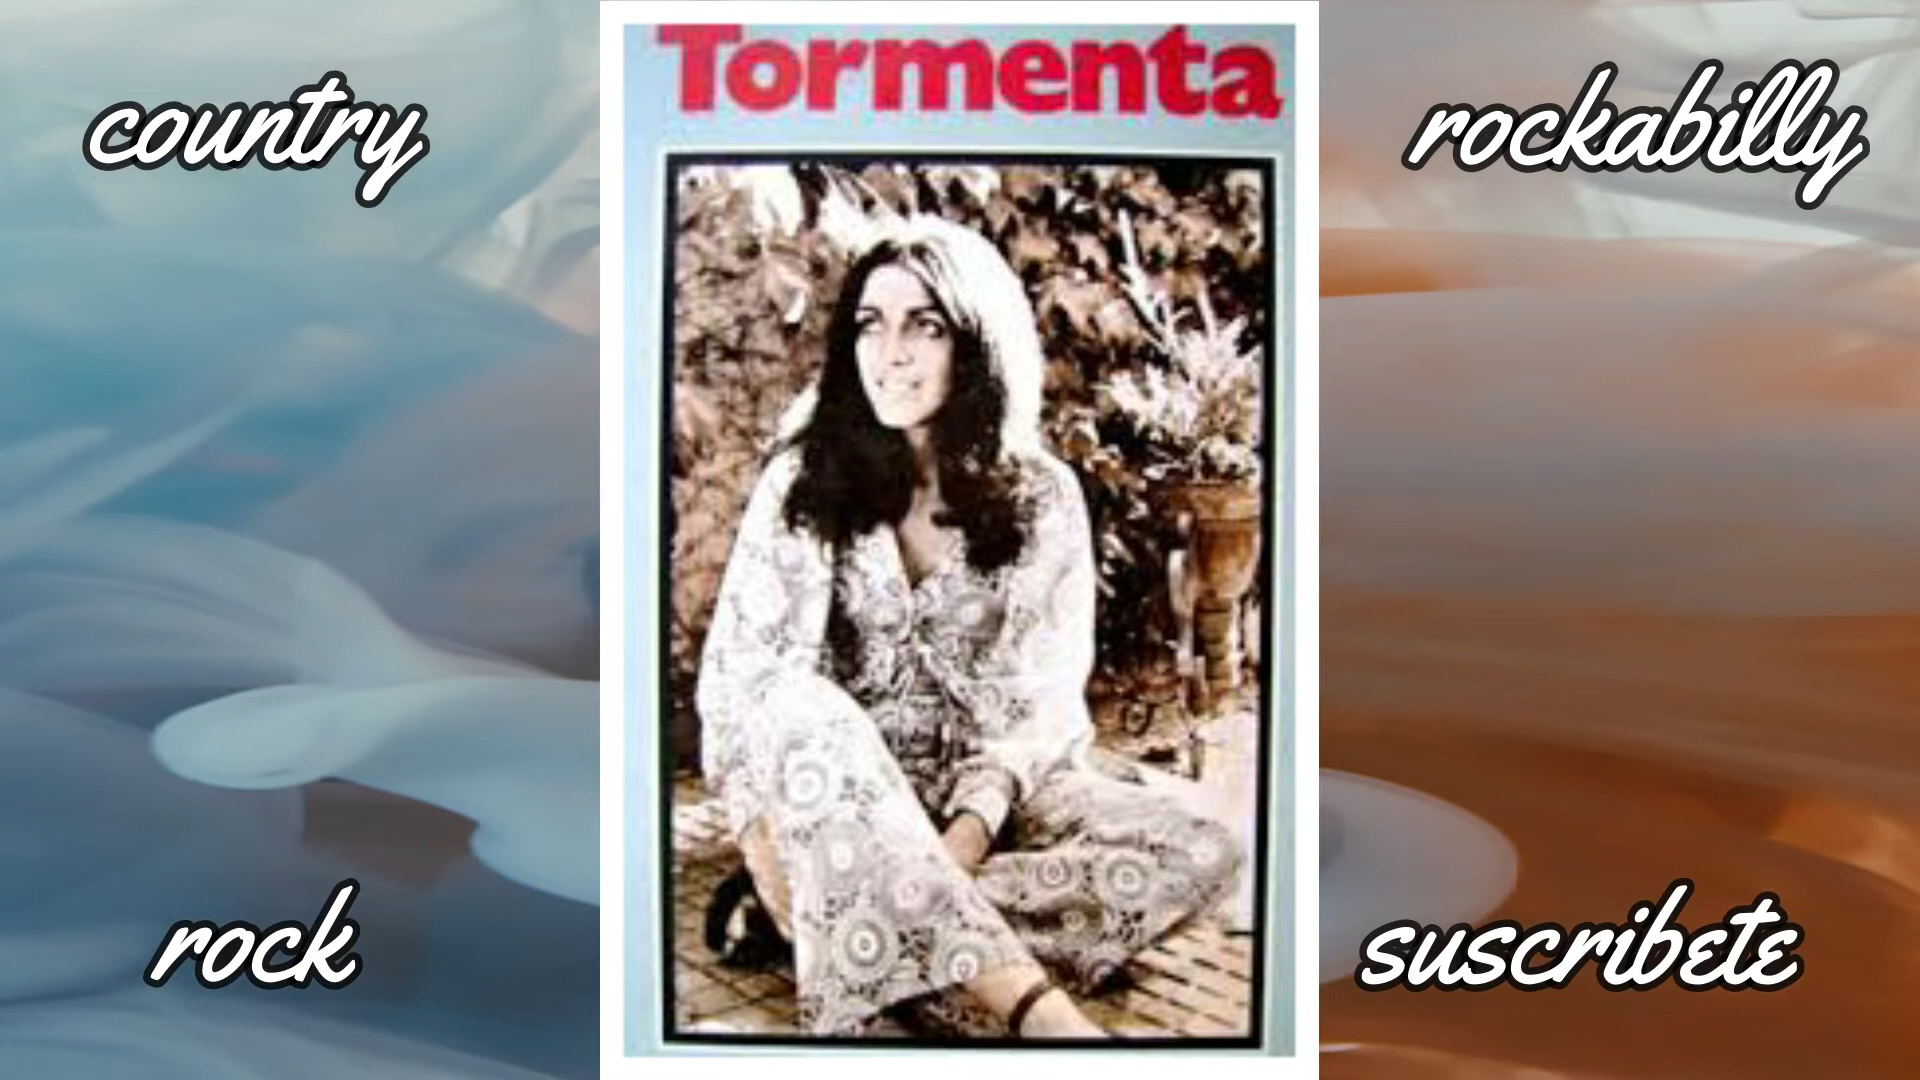 Tormenta
country
rockabilly
rock
suscribete